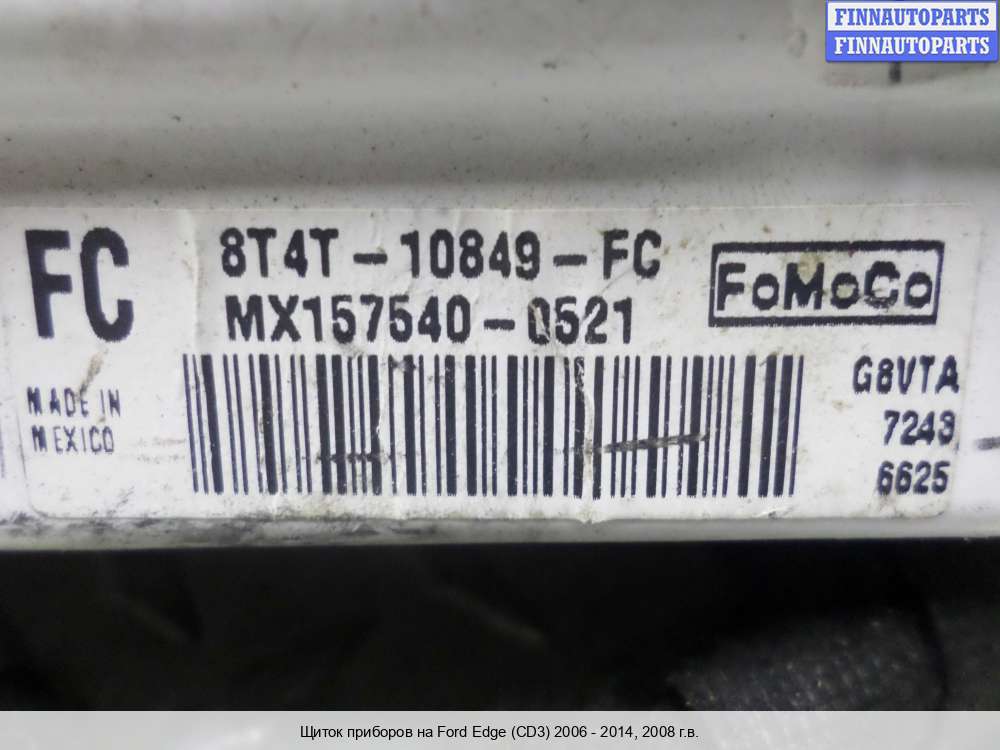 FINNAUTOPARTS
FINNAUTOPARTS
FC
8T4T-10849-FC
MX157540-0521
FoMoCo
MADE IN
MEXICO
G8VTA
7243
6625
Щиток приборов на Ford Edge (CD3) 2006 - 2014, 2008 г.в.